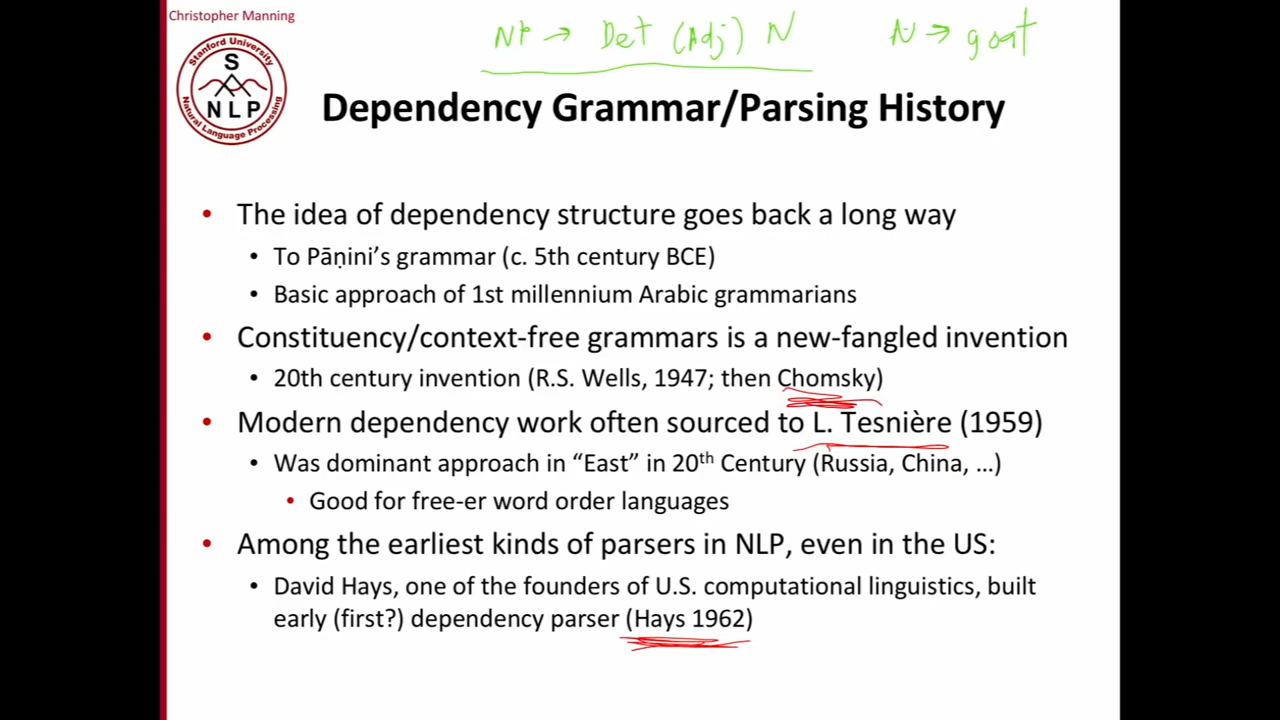 Christopher Manning
NP → Det (Adj) N
N → goat
Stanford University
S
NLP
Natural Language Processing
Dependency Grammar/Parsing History
• The idea of dependency structure goes back a long way
• To Pāṇini's grammar (c. 5th century BCE)
• Basic approach of 1st millennium Arabic grammarians
• Constituency/context-free grammars is a new-fangled invention
• 20th century invention (R.S. Wells, 1947; then Chomsky)
• Modern dependency work often sourced to L. Tesnière (1959)
• Was dominant approach in “East” in 20th Century (Russia, China, …)
• Good for free-er word order languages
• Among the earliest kinds of parsers in NLP, even in the US:
• David Hays, one of the founders of U.S. computational linguistics, built
early (first?) dependency parser (Hays 1962)